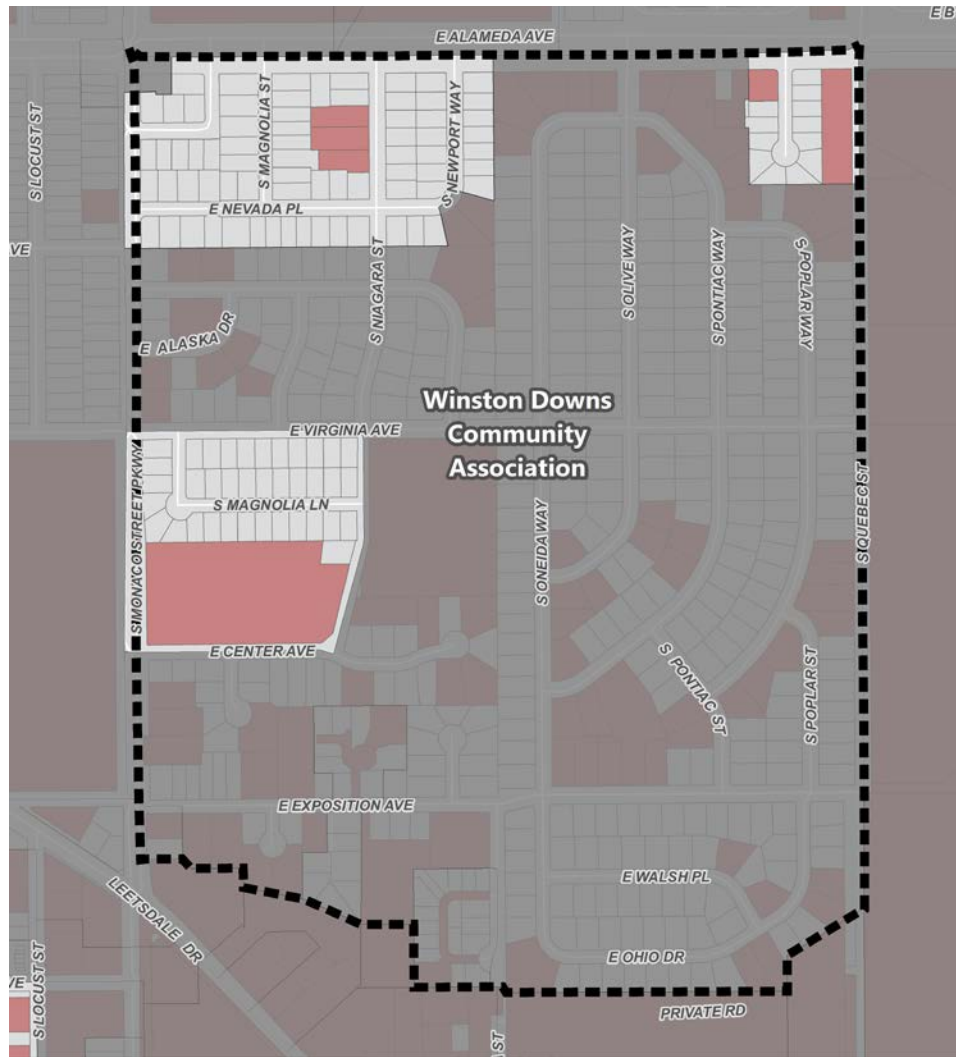 E B
E ALAMEDA AVE
S LOCUST ST
S MAGNOLIA ST
S NEWPORT WAY
E NEVADA PL
VE
S NIAGARA ST
S OLIVE WAY
S PONTIAC WAY
S POPLAR WAY
E ALASKA DR
Winston Downs
Community
Association
E VIRGINIA AVE
S MONACO STREET PKWY
S MAGNOLIA LN
S ONEIDA WAY
S QUEBEC ST
E CENTER AVE
S PONTIAC ST
S POPLAR ST
E EXPOSITION AVE
LEETSDALE DR
E WALSH PL
S LOCUST ST
E OHIO DR
VE
PRIVATE RD
ST